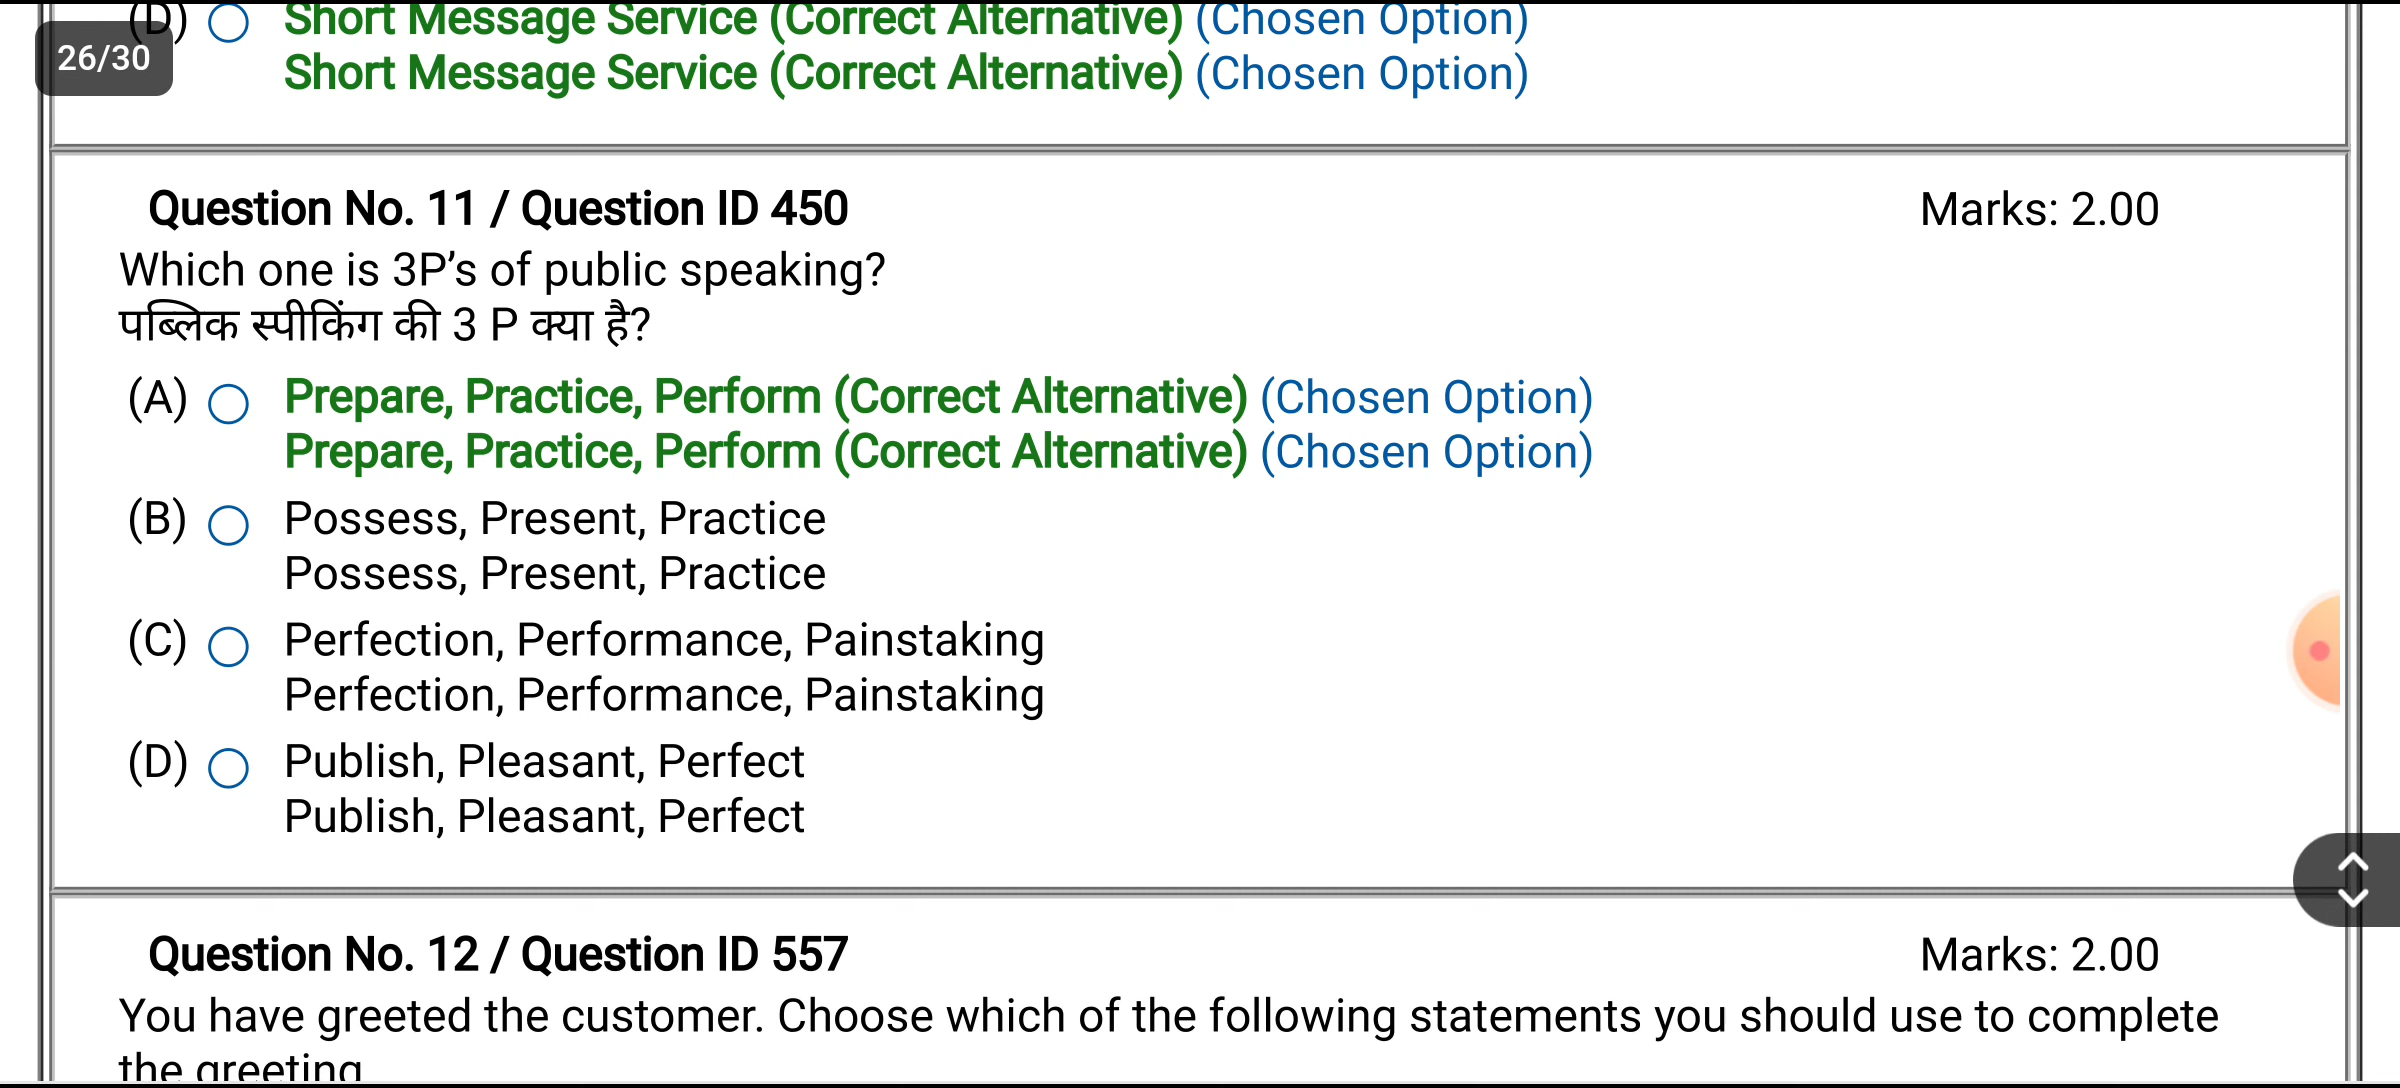 (D) Short Message Service (Correct Alternative) (Chosen Option)
26/30
Short Message Service (Correct Alternative) (Chosen Option)
Question No. 11 / Question ID 450 Marks: 2.00
Which one is 3P's of public speaking?
पब्लिक स्पीकिंग की 3 P क्या है?
(A) Prepare, Practice, Perform (Correct Alternative) (Chosen Option)
Prepare, Practice, Perform (Correct Alternative) (Chosen Option)
(B) Possess, Present, Practice
Possess, Present, Practice
(C) Perfection, Performance, Painstaking
Perfection, Performance, Painstaking
(D) Publish, Pleasant, Perfect
Publish, Pleasant, Perfect
Question No. 12 / Question ID 557 Marks: 2.00
You have greeted the customer. Choose which of the following statements you should use to complete
the greeting